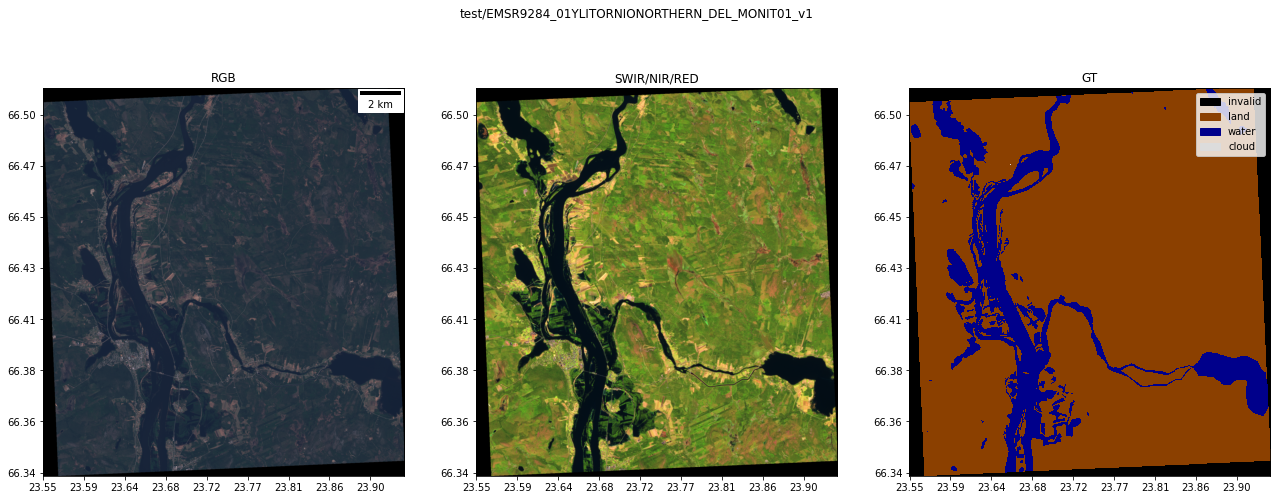 test/EMSR9284_01YLITORNIONORTHERN_DEL_MONIT01_v1
RGB
2 km
66.50
66.47
66.45
66.43
66.41
66.38
66.36
66.34
23.55 23.59 23.64 23.68 23.72 23.77 23.81 23.86 23.90
SWIR/NIR/RED
66.50
66.47
66.45
66.43
66.41
66.38
66.36
66.34
23.55 23.59 23.64 23.68 23.72 23.77 23.81 23.86 23.90
GT
invalid
land
water
cloud
66.50
66.47
66.45
66.43
66.41
66.38
66.36
66.34
23.55 23.59 23.64 23.68 23.72 23.77 23.81 23.86 23.90